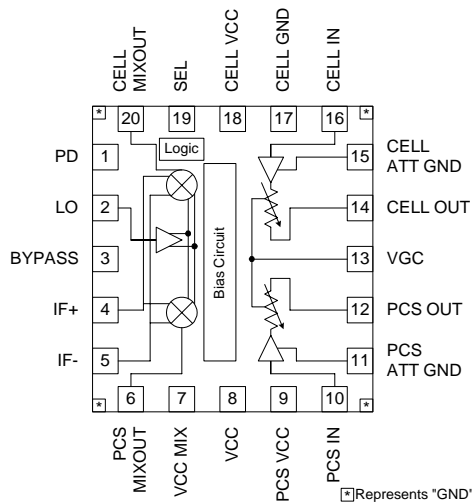 CELL
MIXOUT
SEL
CELL VCC
CELL GND
CELL IN
* *
20 19 18 17 16
Logic
PD 1
LO 2
BYPASS 3
IF+ 4
IF- 5
Bias Circuit
15 CELL
ATT GND
14 CELL OUT
13 VGC
12 PCS OUT
11 PCS
ATT GND
* *
6 7 8 9 10
PCS
MIXOUT
VCC MIX
VCC
PCS VCC
PCS IN
* Represents "GND"